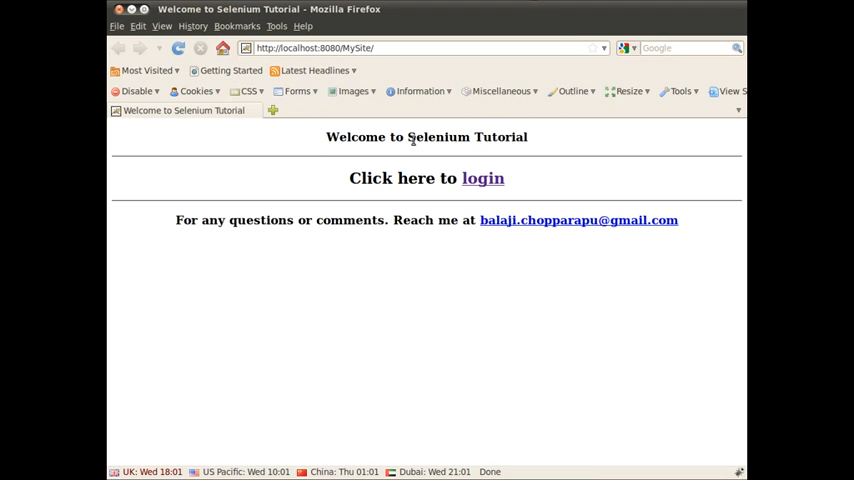 Welcome to Selenium Tutorial - Mozilla Firefox
File Edit View History Bookmarks Tools Help
http://localhost:8080/MySite/ Google
Most Visited Getting Started Latest Headlines
Disable Cookies CSS Forms Images Information Miscellaneous Outline Resize Tools View S
Welcome to Selenium Tutorial
Welcome to Selenium Tutorial
Click here to login
For any questions or comments. Reach me at balaji.chopparapu@gmail.com
UK: Wed 18:01 US Pacific: Wed 10:01 China: Thu 01:01 Dubai: Wed 21:01 Done